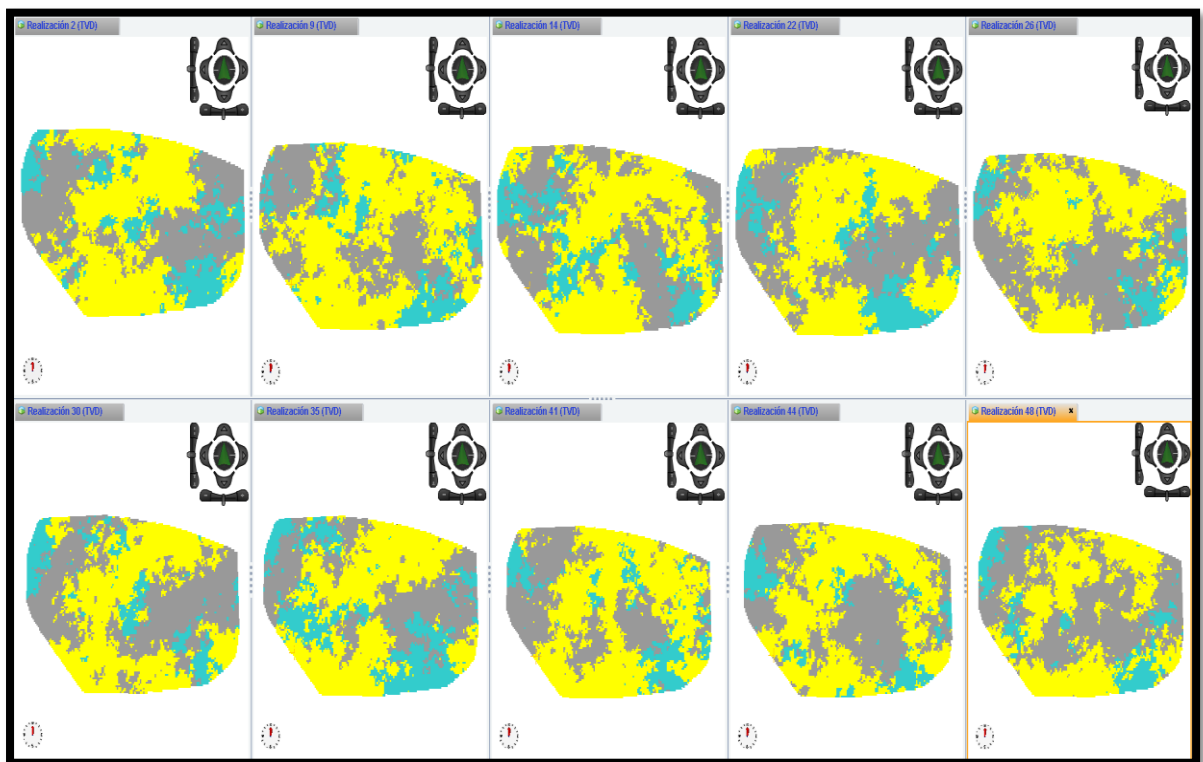 Realización 2 (TVD)
Realización 9 (TVD)
Realización 14 (TVD)
Realización 22 (TVD)
Realización 26 (TVD)
Realización 30 (TVD)
Realización 35 (TVD)
Realización 41 (TVD)
Realización 44 (TVD)
Realización 48 (TVD) x